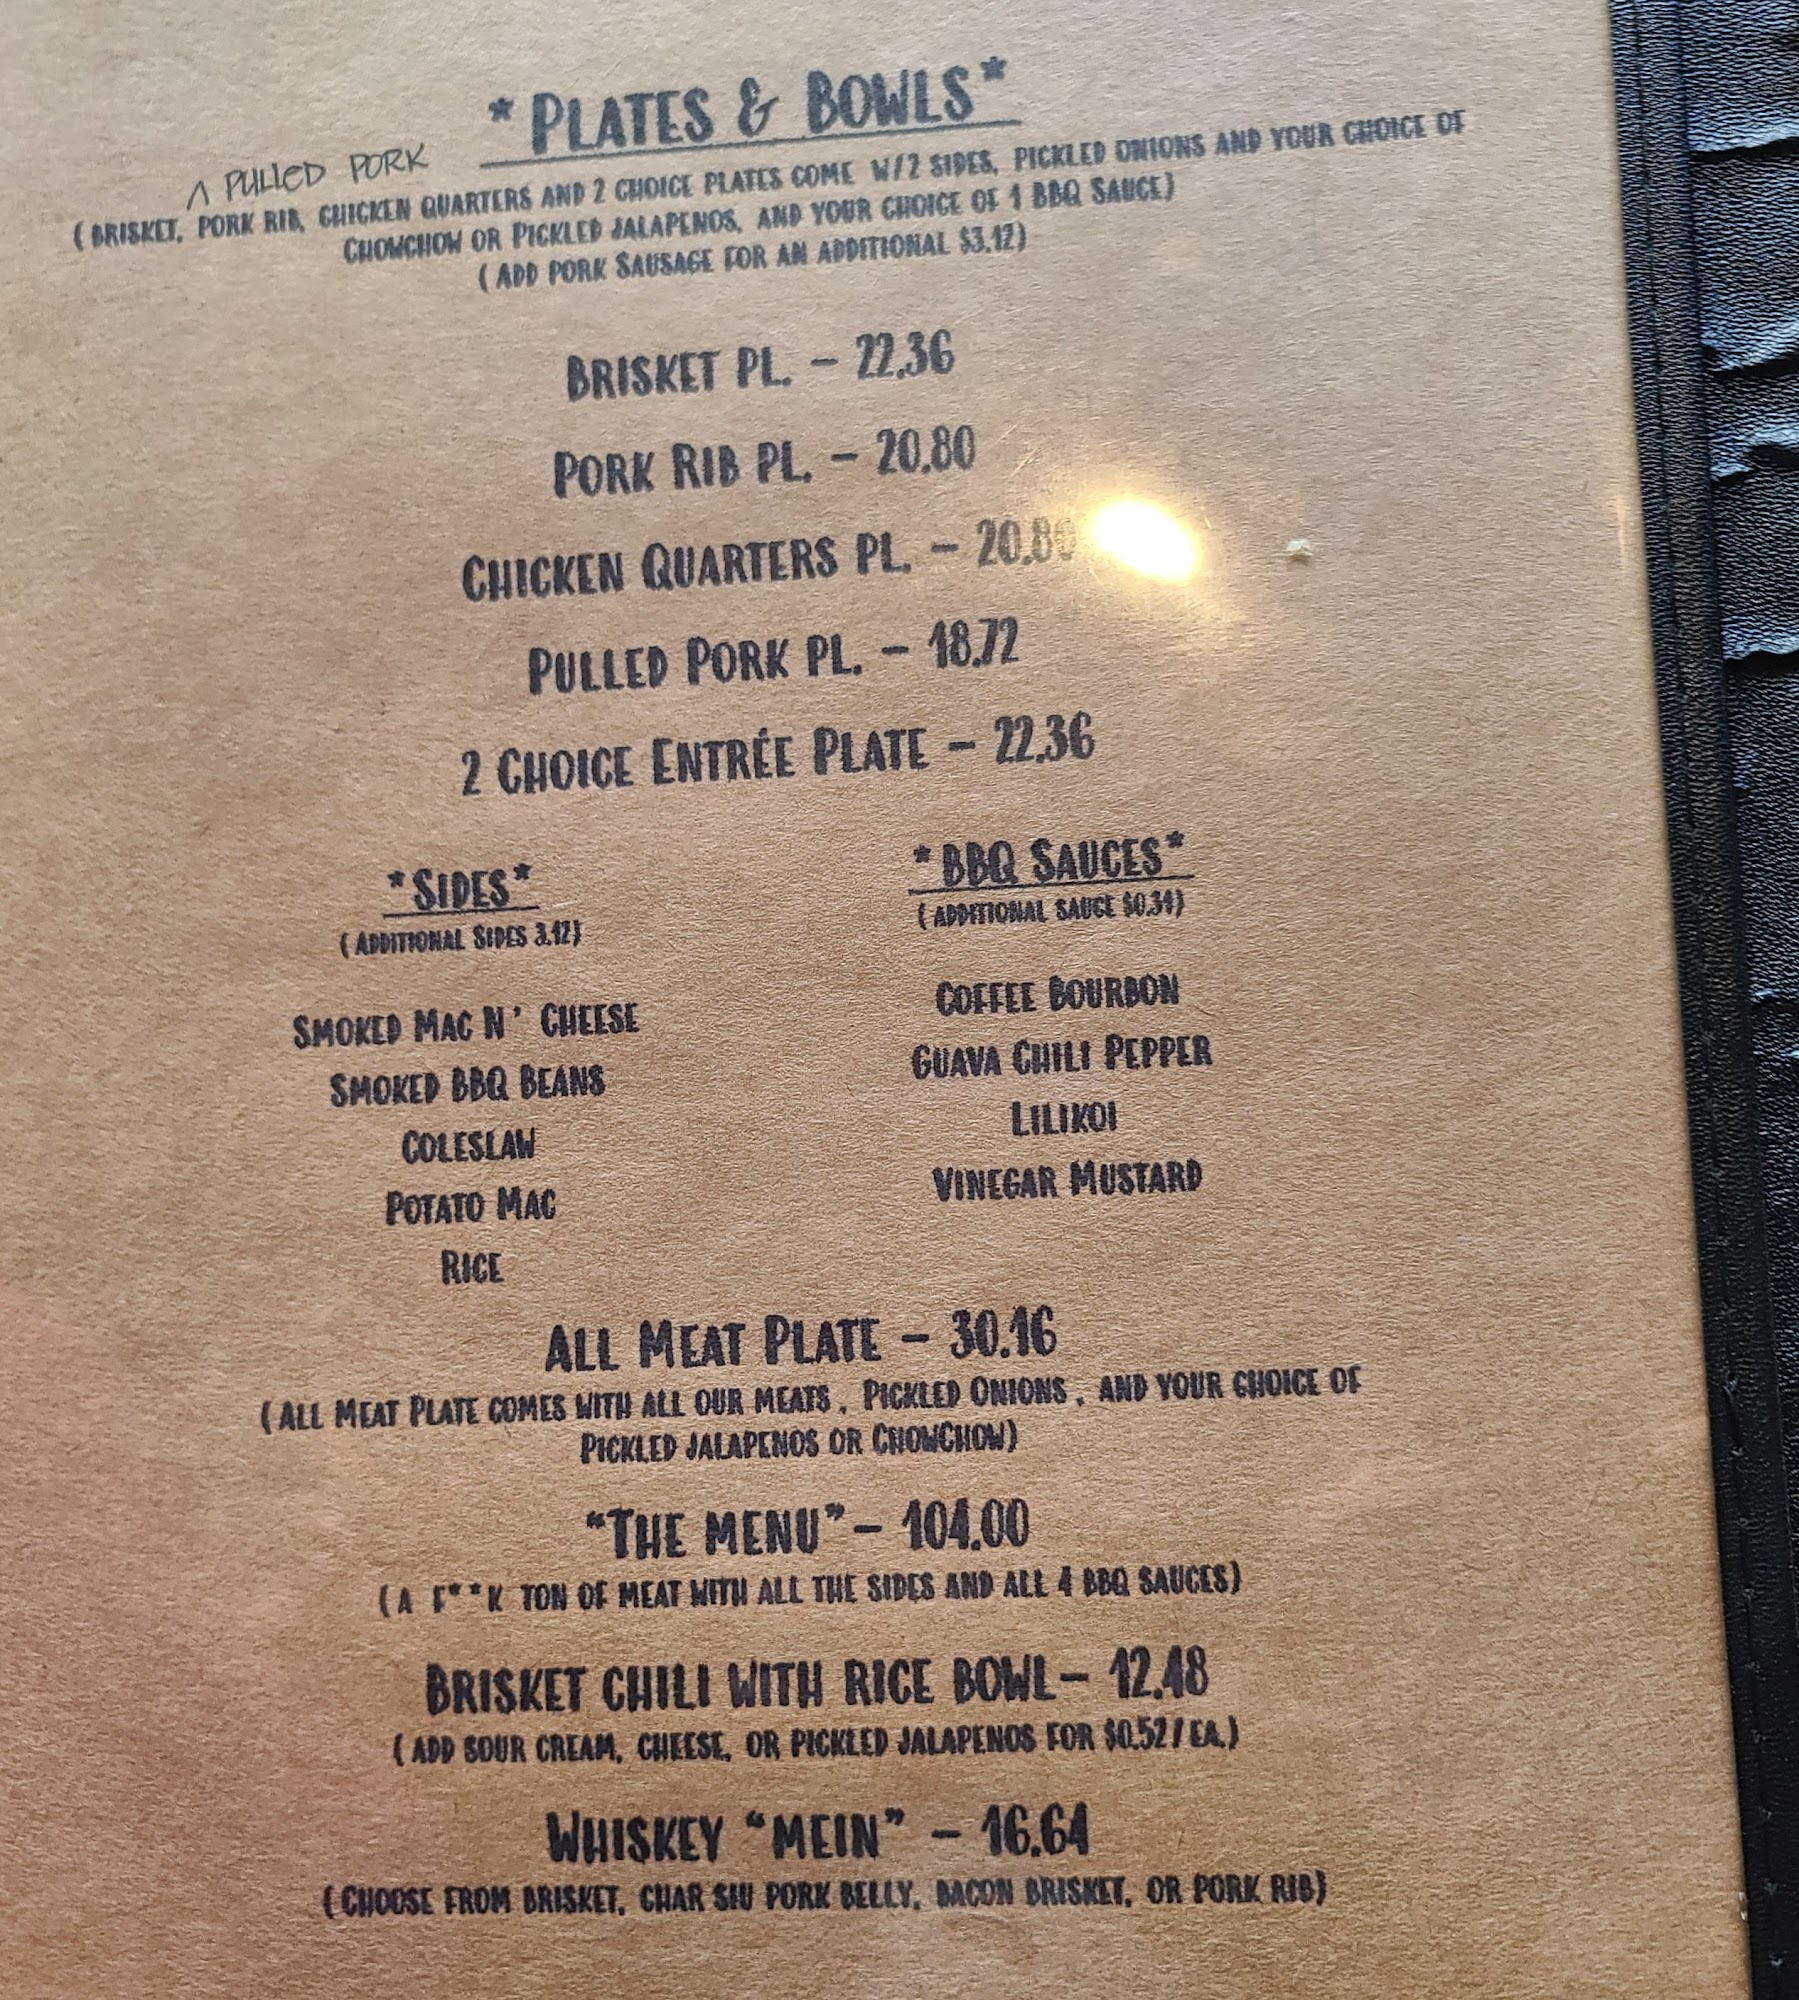 *Plates & Bowls*
^ PULLED PORK
(Brisket, Pork Rib, Chicken Quarters and 2 choice plates come w/2 sides, Pickled Onions and your choice of
Chowchow or Pickled Jalapenos, and your choice of 1 BBQ Sauce)
(Add Pork Sausage for an additional $3.12)
Brisket Pl. – 22.36
Pork Rib Pl. – 20.80
Chicken Quarters Pl. – 20.80
Pulled Pork Pl. – 18.72
2 Choice Entrée Plate – 22.36
*Sides*
(Additional Sides 3.12)
Smoked Mac N' Cheese
Smoked BBQ Beans
Coleslaw
Potato Mac
Rice
*BBQ Sauces*
(Additional sauce $0.34)
Coffee Bourbon
Guava Chili Pepper
Lilikoi
Vinegar Mustard
All Meat Plate – 30.16
(All Meat Plate comes with all our meats, Pickled Onions, and your choice of
Pickled Jalapenos or ChowChow)
"The Menu" – 104.00
(A F**k ton of meat with all the sides and all 4 BBQ sauces)
Brisket Chili with Rice Bowl – 12.48
(Add sour cream, cheese, or pickled jalapenos for $0.52/ea.)
Whiskey "Mein" – 16.64
(Choose from Brisket, Char Siu Pork Belly, Bacon Brisket, or Pork Rib)